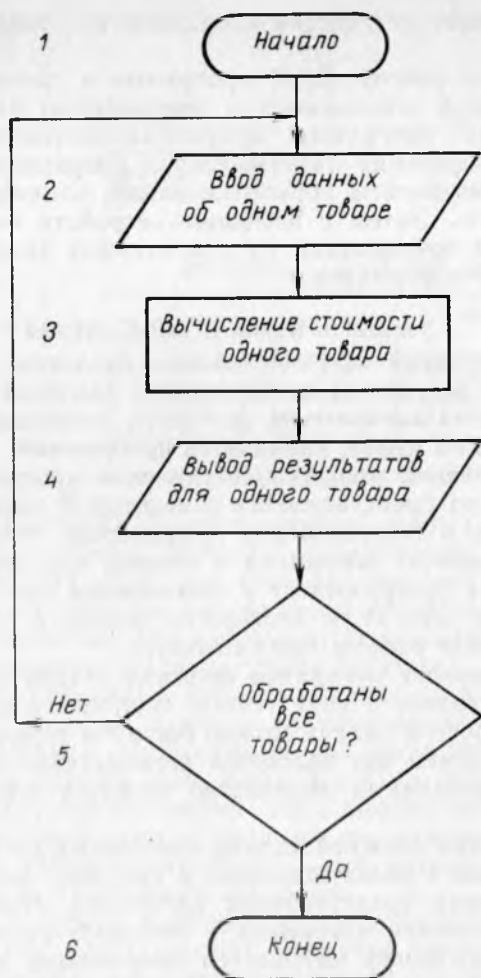 1
Начало
2
Ввод данных
об одном товаре
3
Вычисление стоимости
одного товара
4
Вывод результатов
для одного товара
Нет
Обработаны
все
товары?
5
Да
6
Конец